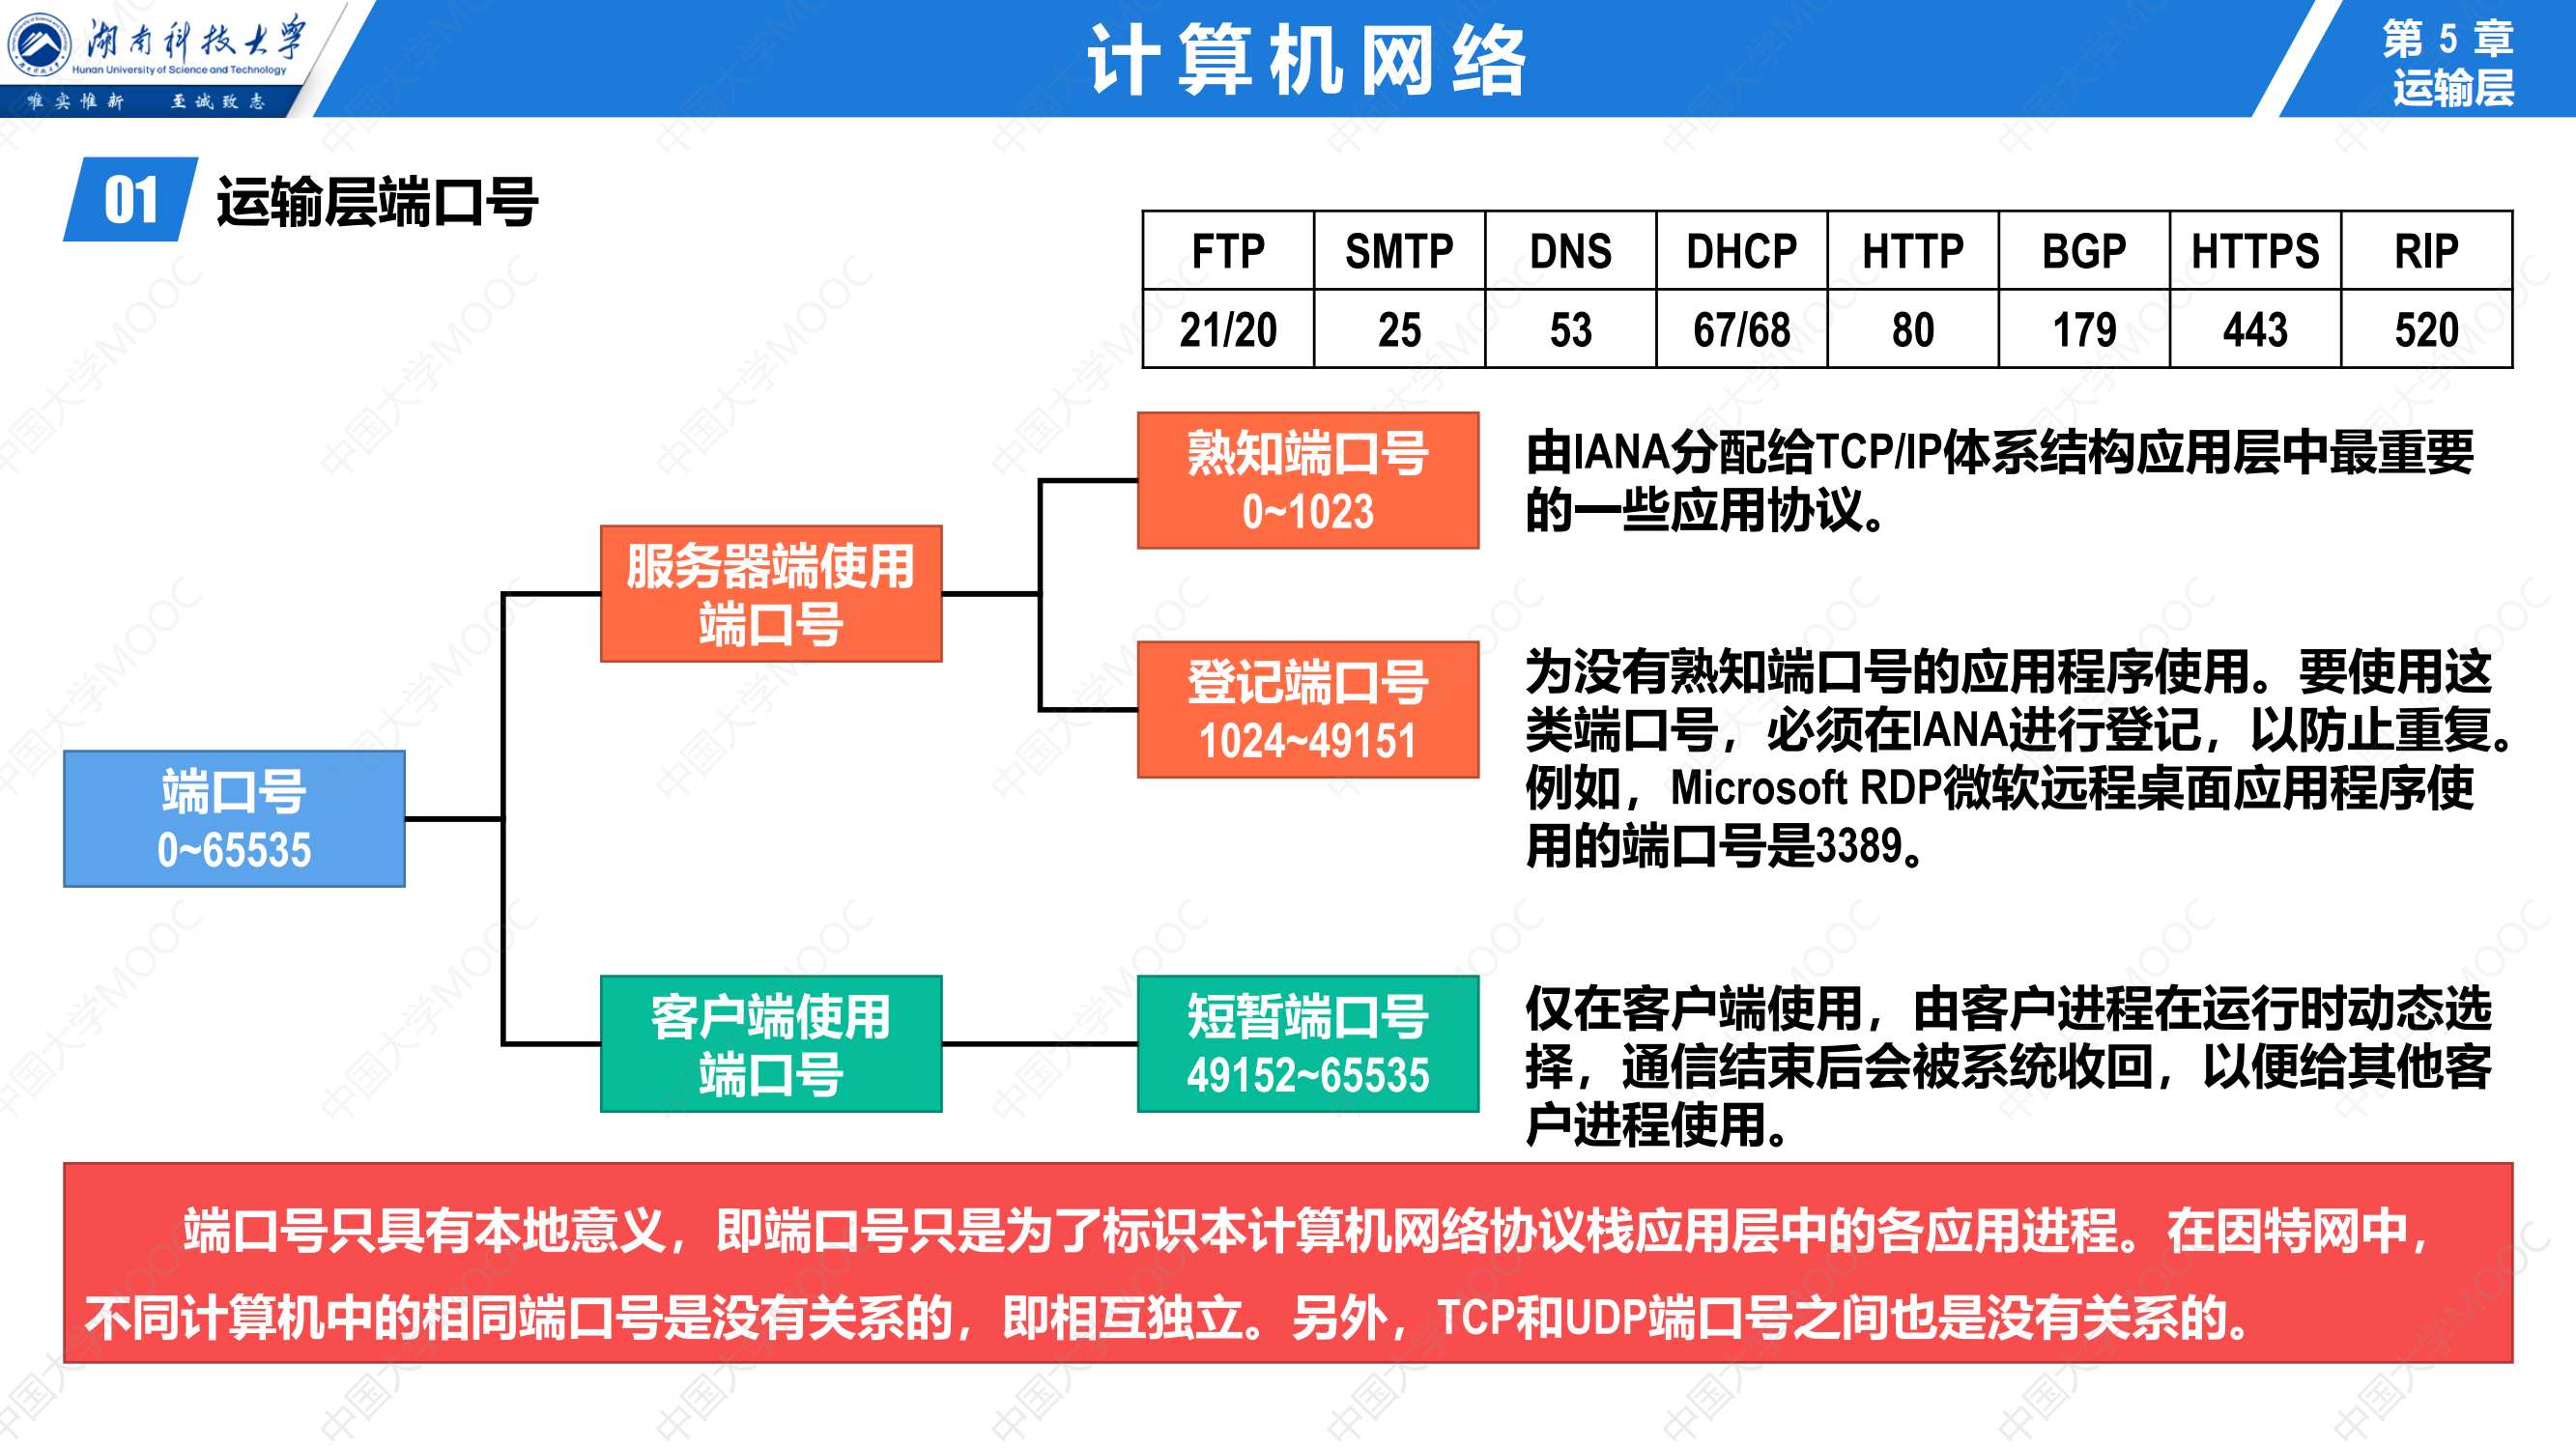 湖南科技大学
Hunan University of Science and Technology
唯实惟新 至诚致志
计算机网络
第 5 章
运输层
01 运输层端口号
FTP SMTP DNS DHCP HTTP BGP HTTPS RIP
21/20 25 53 67/68 80 179 443 520
熟知端口号
0~1023
由IANA分配给TCP/IP体系结构应用层中最重要
的一些应用协议。
服务器端使用
端口号
登记端口号
1024~49151
为没有熟知端口号的应用程序使用。要使用这
类端口号，必须在IANA进行登记，以防止重复。
例如，Microsoft RDP微软远程桌面应用程序使
用的端口号是3389。
端口号
0~65535
客户端使用
端口号
短暂端口号
49152~65535
仅在客户端使用，由客户进程在运行时动态选
择，通信结束后会被系统收回，以便给其他客
户进程使用。
端口号只具有本地意义，即端口号只是为了标识本计算机网络协议栈应用层中的各应用进程。在因特网中，
不同计算机中的相同端口号是没有关系的，即相互独立。另外，TCP和UDP端口号之间也是没有关系的。
中国大学MOOC